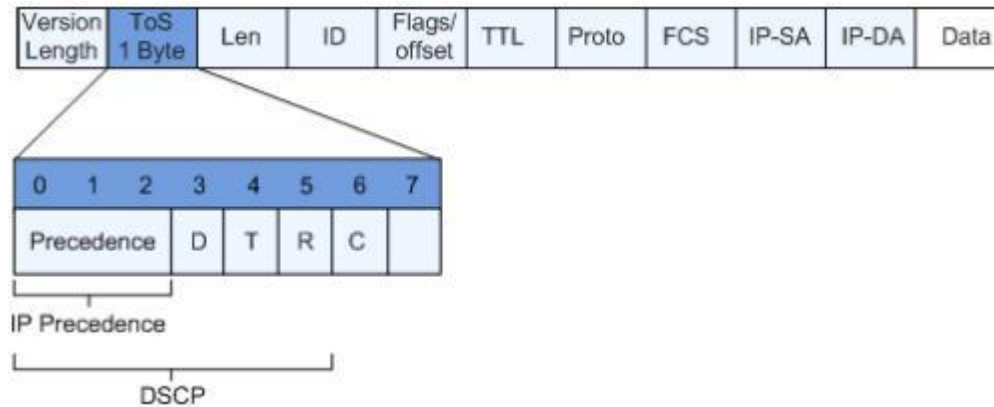 Version Length ToS 1 Byte Len ID Flags/ offset TTL Proto FCS IP-SA IP-DA Data
0 1 2 3 4 5 6 7
Precedence D T R C
IP Precedence
DSCP